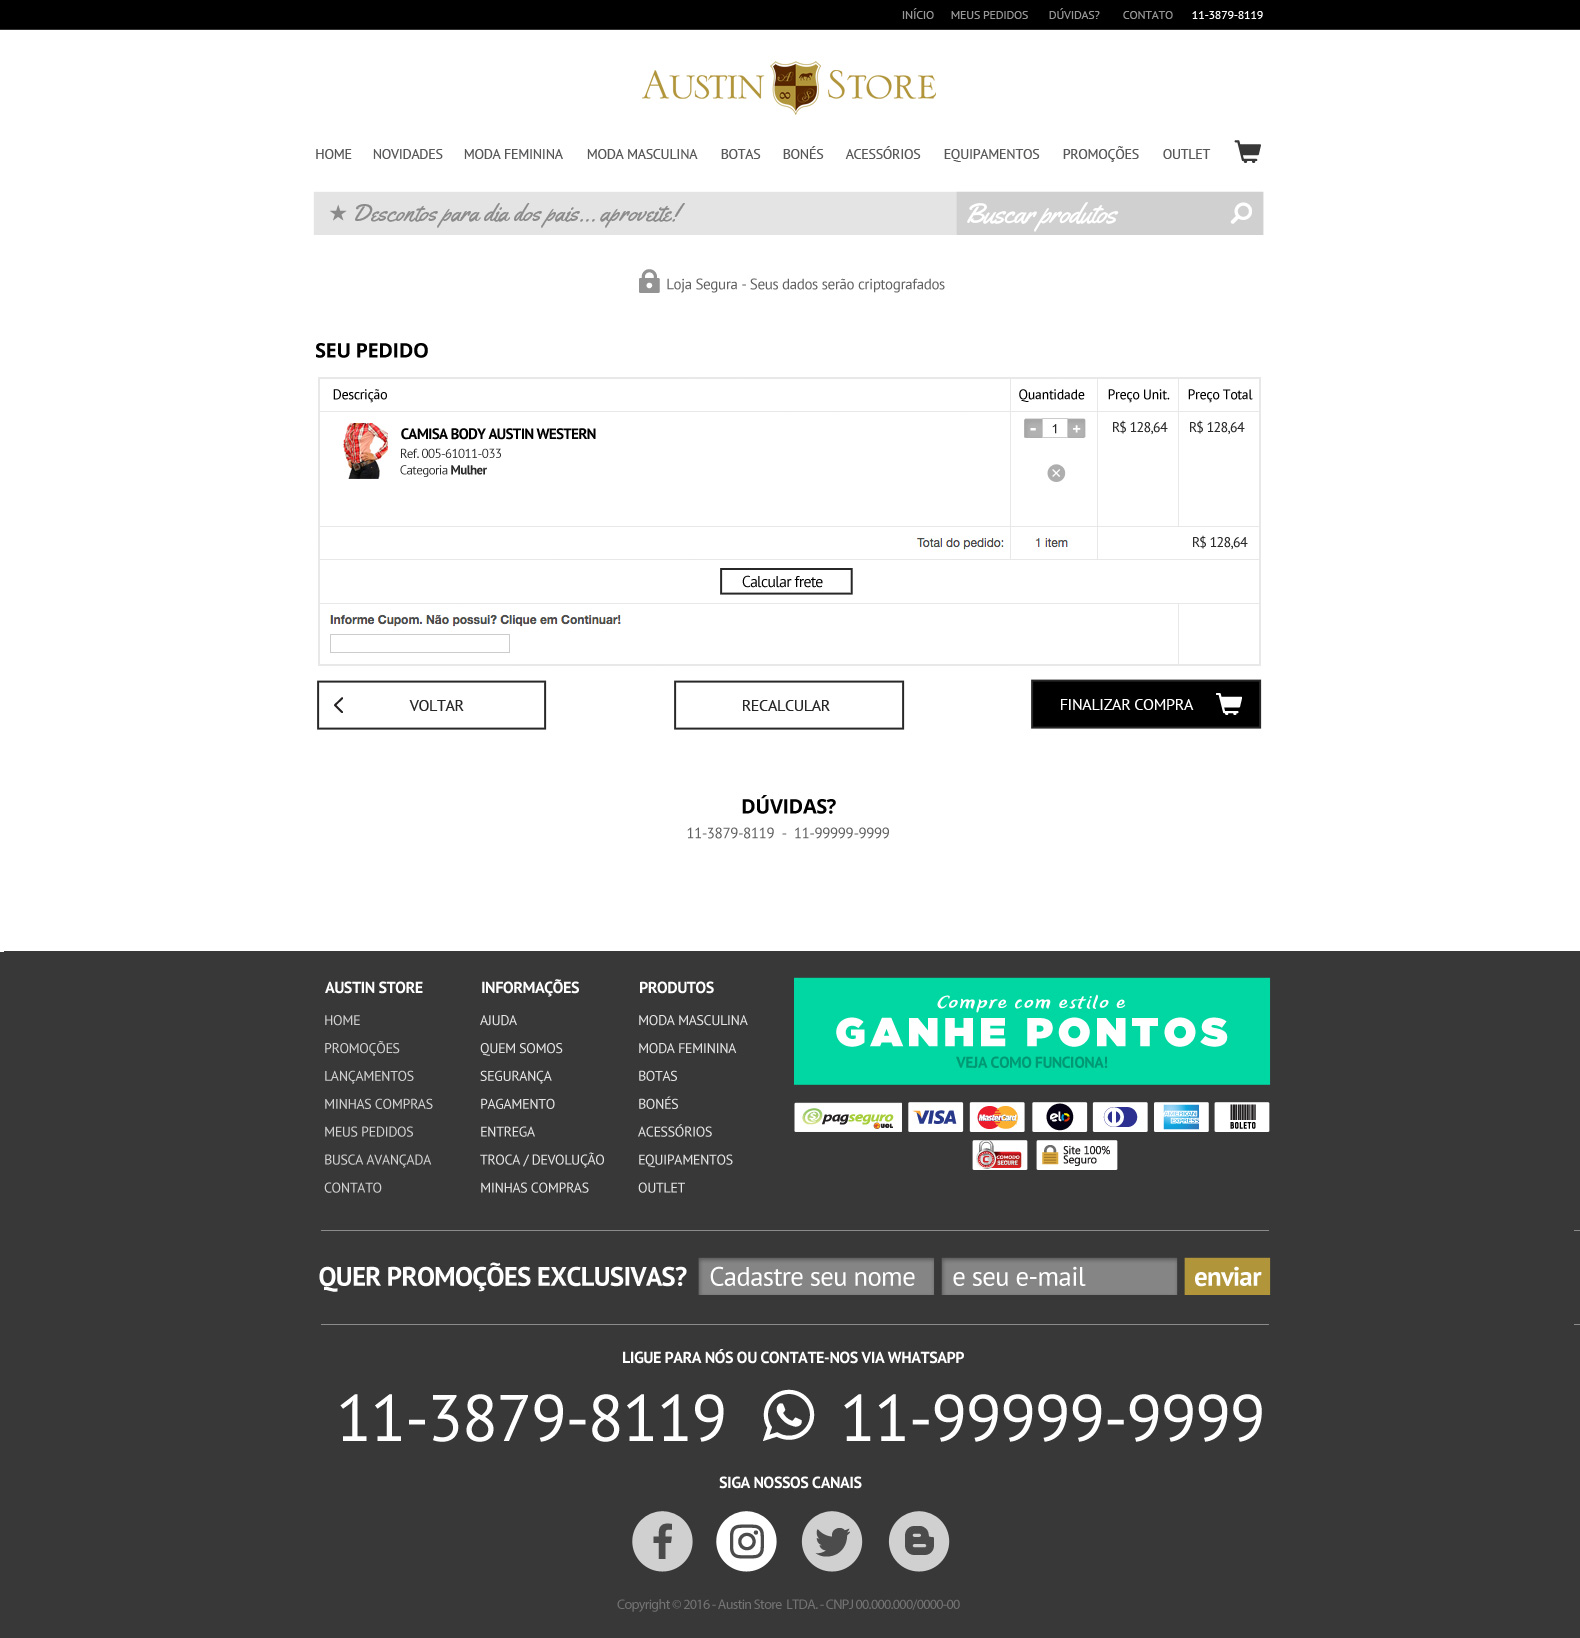 INÍCIO MEUS PEDIDOS DÚVIDAS? CONTATO 11-3879-8119
AUSTIN STORE
HOME NOVIDADES MODA FEMININA MODA MASCULINA BOTAS BONÉS ACESSÓRIOS EQUIPAMENTOS PROMOÇÕES OUTLET
★ Descontos para dia dos pais... aproveite! Buscar produtos
Loja Segura - Seus dados serão criptografados
SEU PEDIDO
Descrição Quantidade Preço Unit. Preço Total
CAMISA BODY AUSTIN WESTERN - 1 + R$ 128,64 R$ 128,64
Ref. 005-61011-033
Categoria Mulher
Total do pedido: 1 item R$ 128,64
Calcular frete
Informe Cupom. Não possui? Clique em Continuar!
VOLTAR RECALCULAR FINALIZAR COMPRA
DÚVIDAS?
11-3879-8119 - 11-99999-9999
AUSTIN STORE
HOME
PROMOÇÕES
LANÇAMENTOS
MINHAS COMPRAS
MEUS PEDIDOS
BUSCA AVANÇADA
CONTATO
INFORMAÇÕES
AJUDA
QUEM SOMOS
SEGURANÇA
PAGAMENTO
ENTREGA
TROCA / DEVOLUÇÃO
MINHAS COMPRAS
PRODUTOS
MODA MASCULINA
MODA FEMININA
BOTAS
BONÉS
ACESSÓRIOS
EQUIPAMENTOS
OUTLET
Compre com estilo e
GANHE PONTOS
VEJA COMO FUNCIONA!
pagseguro UOL VISA MasterCard elo AMERICAN EXPRESS BOLETO
COMODO SECURE Site 100% Seguro
QUER PROMOÇÕES EXCLUSIVAS? Cadastre seu nome e seu e-mail enviar
LIGUE PARA NÓS OU CONTATE-NOS VIA WHATSAPP
11-3879-8119 11-99999-9999
SIGA NOSSOS CANAIS
Copyright © 2016 - Austin Store LTDA. - CNPJ 00.000.000/0000-00